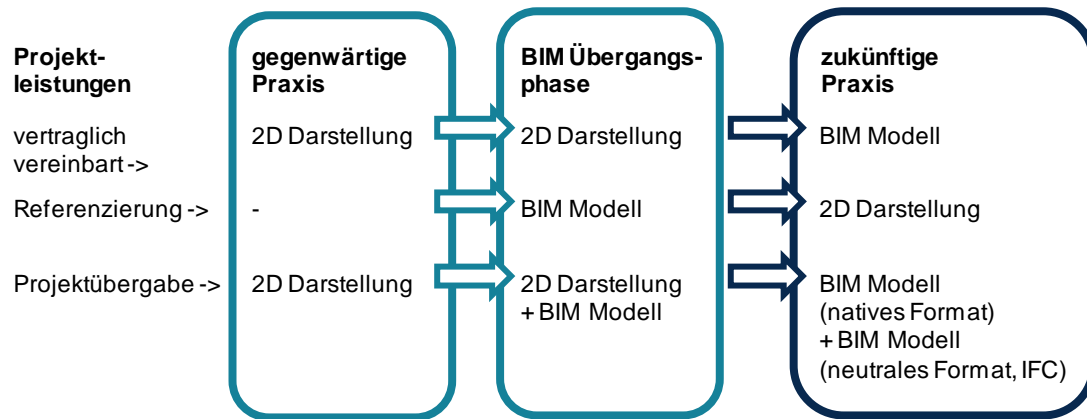 Projekt-
leistungen
gegenwärtige
Praxis
BIM Übergangs-
phase
zukünftige
Praxis
vertraglich
vereinbart ->
2D Darstellung
2D Darstellung
BIM Modell
Referenzierung ->
-
BIM Modell
2D Darstellung
Projektübergabe ->
2D Darstellung
2D Darstellung
+ BIM Modell
BIM Modell
(natives Format)
+ BIM Modell
(neutrales Format, IFC)